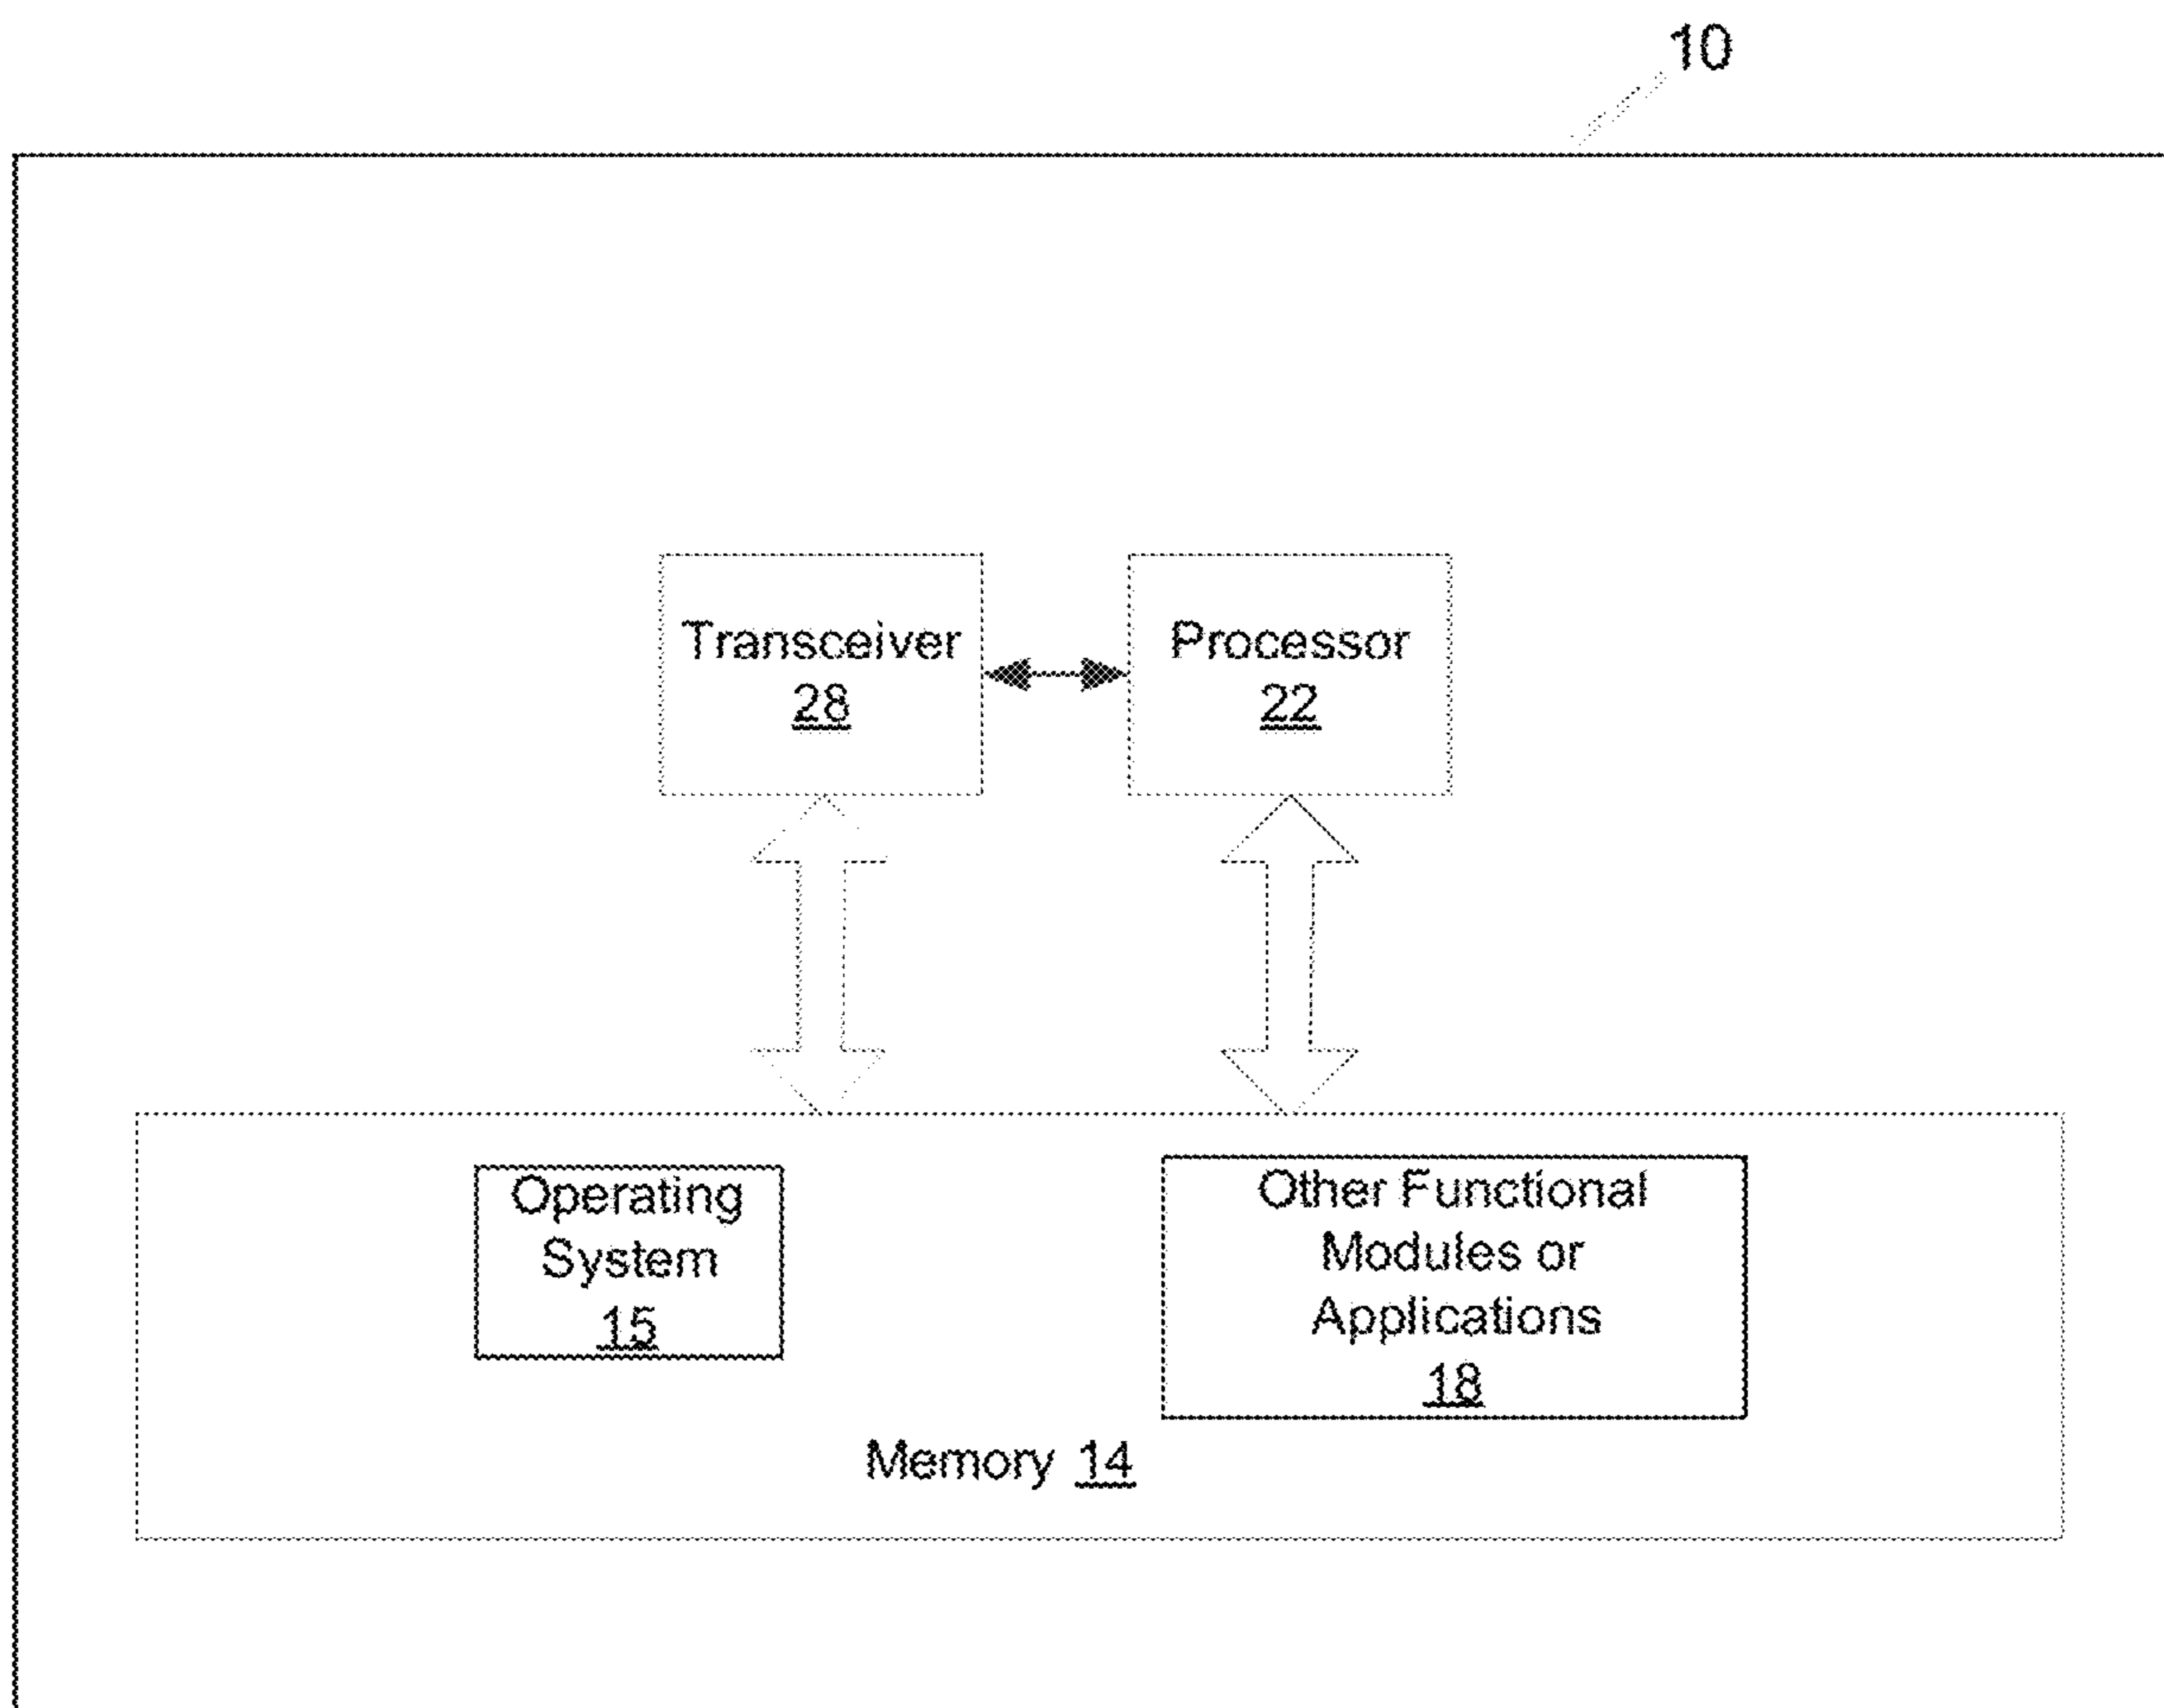 10
Transceiver
28
Processor
22
Operating
System
15
Other Functional
Modules or
Applications
18
Memory 14